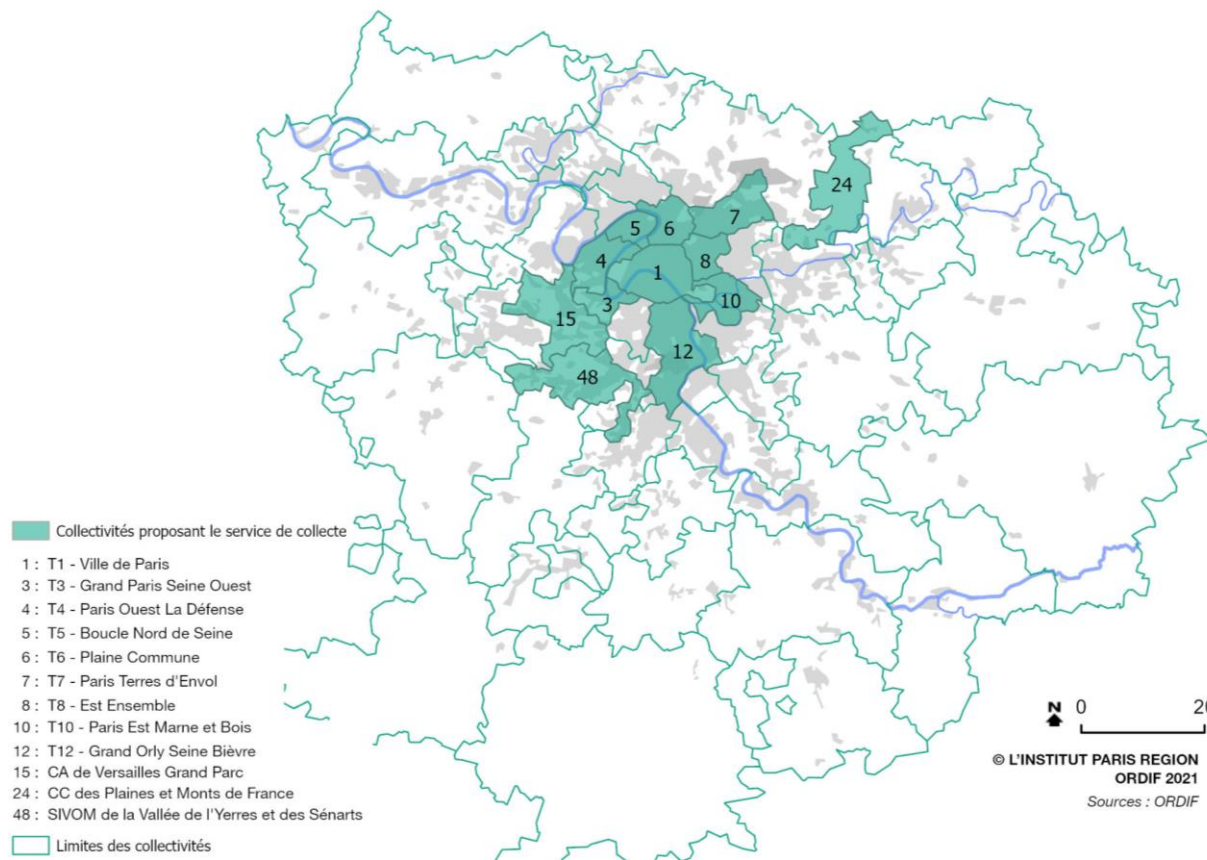 24
7
5
6
4
8
1
10
3
15
12
48
Collectivités proposant le service de collecte
1 : T1 - Ville de Paris
3 : T3 - Grand Paris Seine Ouest
4 : T4 - Paris Ouest La Défense
5 : T5 - Boucle Nord de Seine
6 : T6 - Plaine Commune
7 : T7 - Paris Terres d'Envol
8 : T8 - Est Ensemble
10 : T10 - Paris Est Marne et Bois
12 : T12 - Grand Orly Seine Bièvre
15 : CA de Versailles Grand Parc
24 : CC des Plaines et Monts de France
48 : SIVOM de la Vallée de l'Yerres et des Sénarts
Limites des collectivités
N 0 20
© L'INSTITUT PARIS REGION
ORDIF 2021
Sources : ORDIF